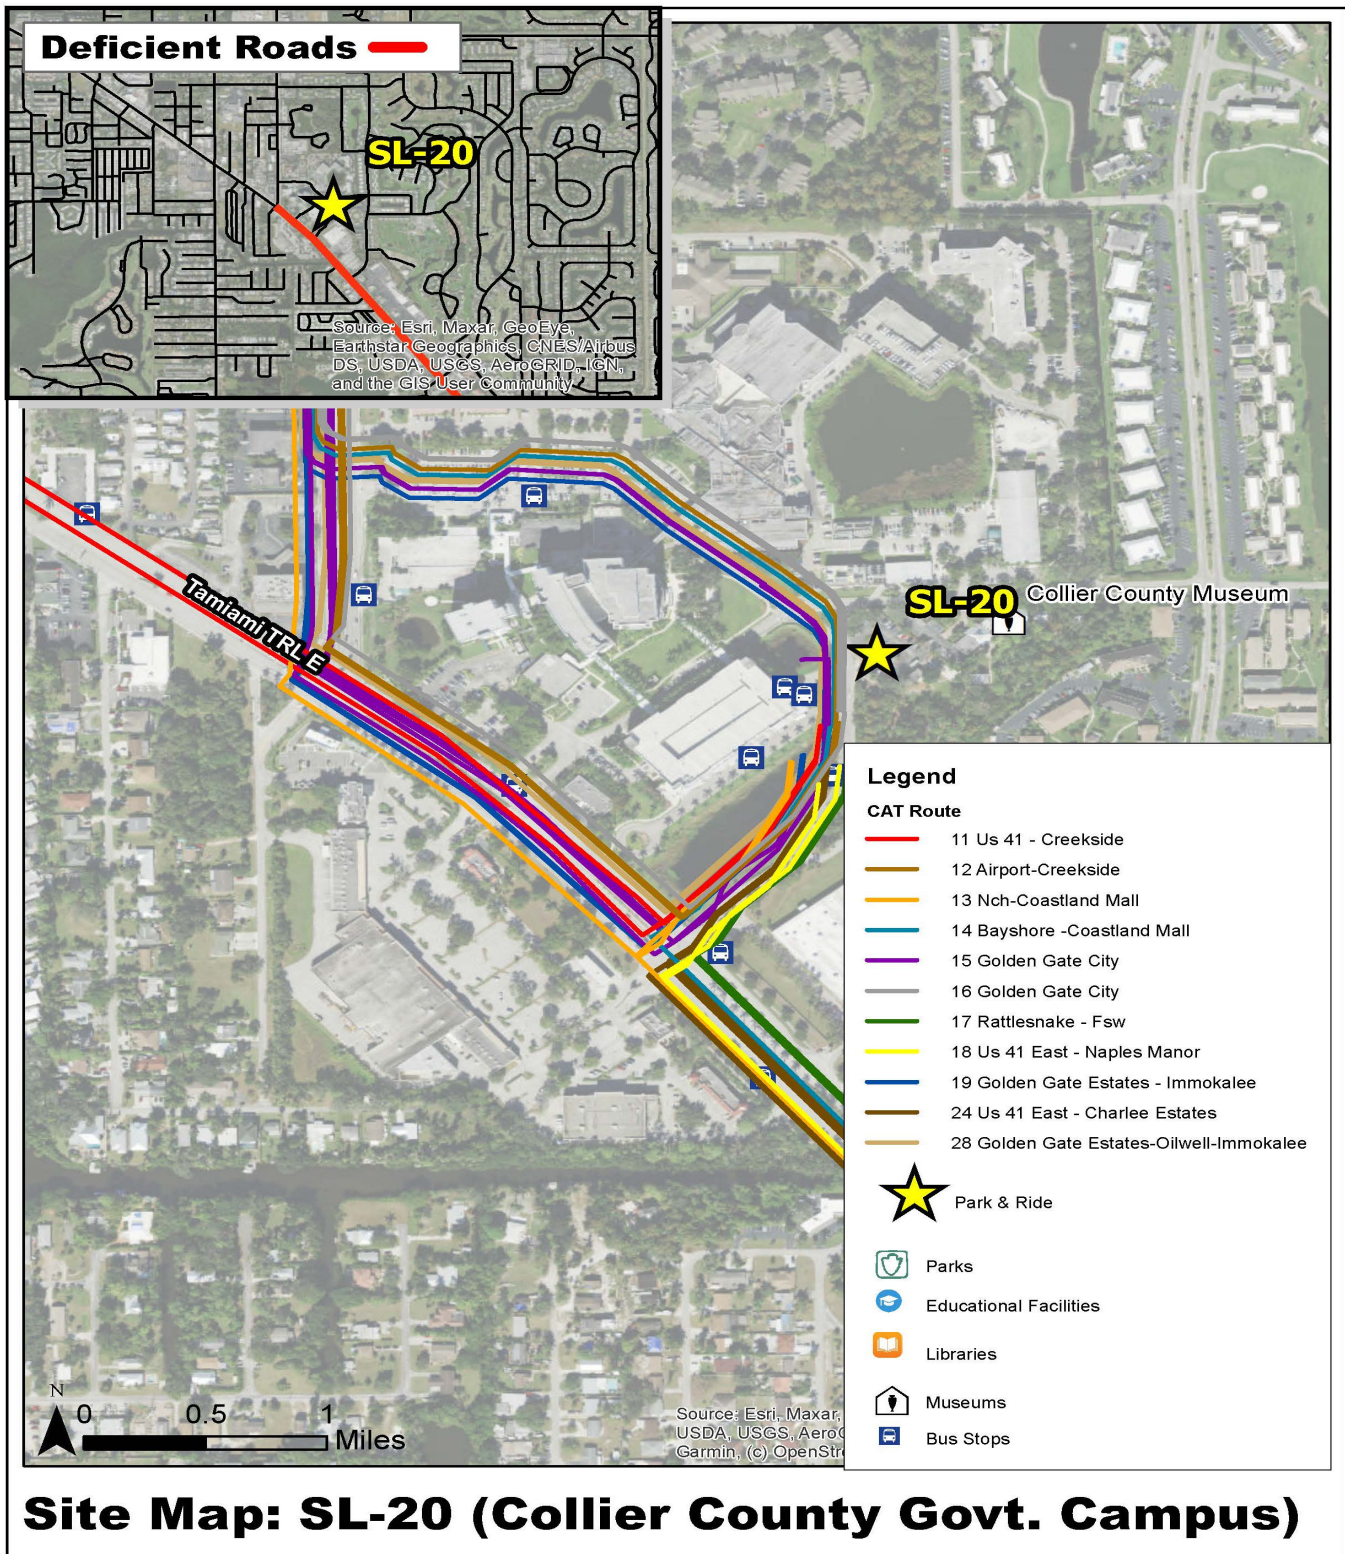 Deficient Roads
SL-20
Source: Esri, Maxar, GeoEye,
Earthstar Geographics, CNES/Airbus
DS, USDA, USGS, AeroGRID, IGN,
and the GIS User Community
Tamiami TRL E
SL-20
Collier County Museum
Legend
CAT Route
11 Us 41 - Creekside
12 Airport-Creekside
13 Nch-Coastland Mall
14 Bayshore -Coastland Mall
15 Golden Gate City
16 Golden Gate City
17 Rattlesnake - Fsw
18 Us 41 East - Naples Manor
19 Golden Gate Estates - Immokalee
24 Us 41 East - Charlee Estates
28 Golden Gate Estates-Oilwell-Immokalee
Park & Ride
Parks
Educational Facilities
Libraries
Museums
Bus Stops
N
0 0.5 1
Miles
Source: Esri, Maxar,
USDA, USGS,
Garmin, (c)
Site Map: SL-20 (Collier County Govt. Campus)